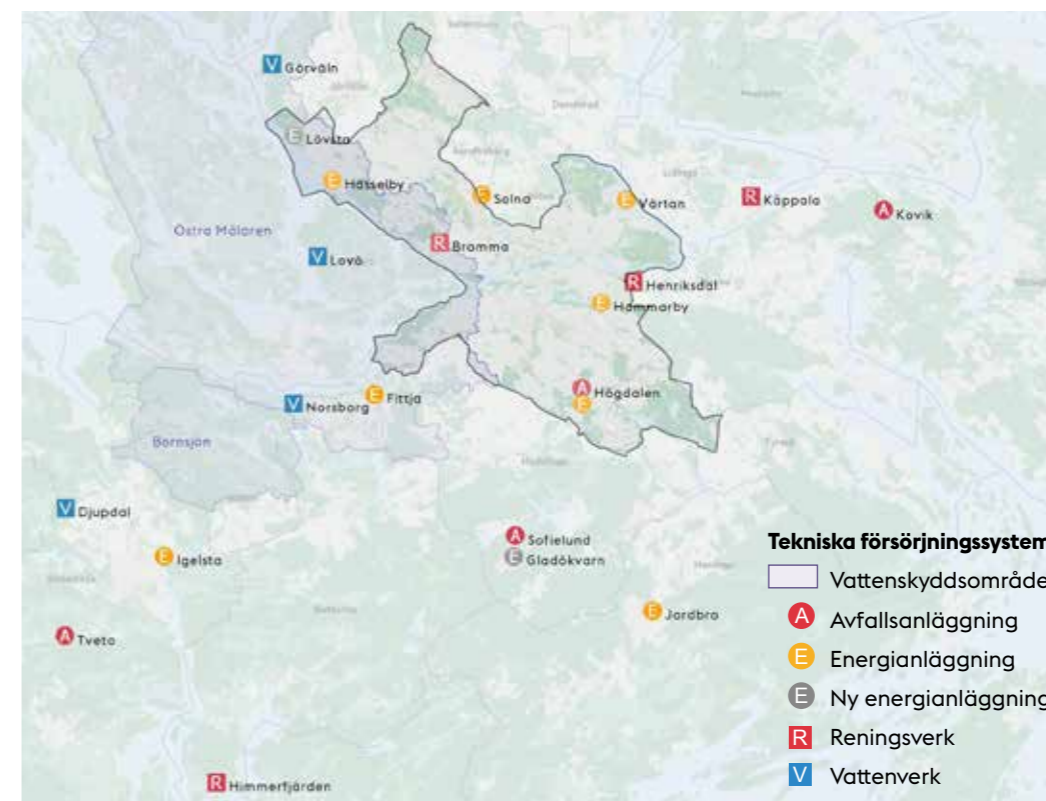 V Görväln
E Lövsta
E Hässelby
E Solna
E Värtan
R Käppala
A Kovik
Östra Mälaren
R Bromma
V Lovö
R Henriksdal
E Hammarby
A Högdalen
E
E Fittja
V Norsborg
Bornsjön
V Djupdal
A Sofielund
E Gladökvarn
E Igelsta
E Jordbro
A Tveta
R Himmerfjärden
Tekniska försörjningssystem
Vattenskyddsområde
A Avfallsanläggning
E Energianläggning
E Ny energianläggning
R Reningsverk
V Vattenverk